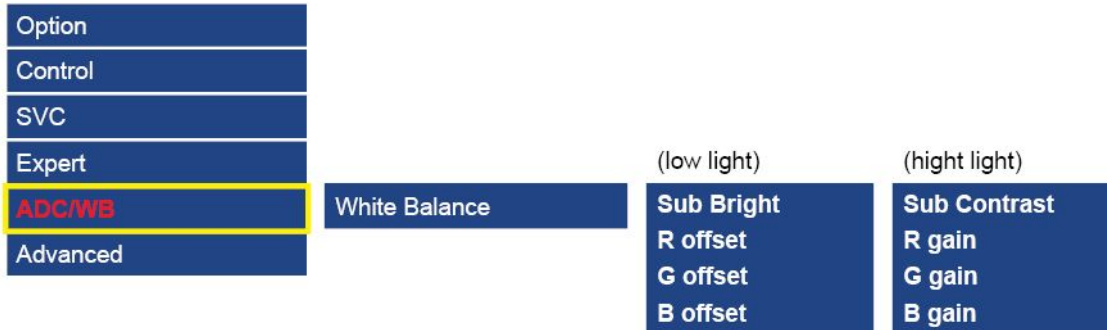 Option
Control
SVC
Expert
ADC/WB
Advanced
White Balance
(low light)
Sub Bright
R offset
G offset
B offset
(hight light)
Sub Contrast
R gain
G gain
B gain